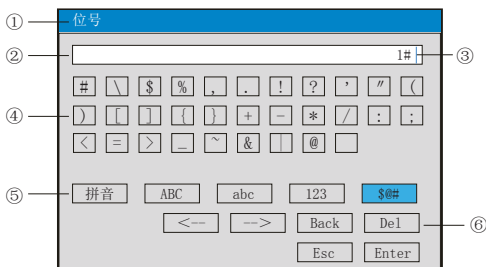 ① 位号
② 1# ③
# \ $ % , . ! ? ' " (
④ ) [ ] { } + - * / : ;
< = > _ ~ & | @
⑤ 拼音 ABC abc 123 $@#
<-- --> Back Del ⑥
Esc Enter